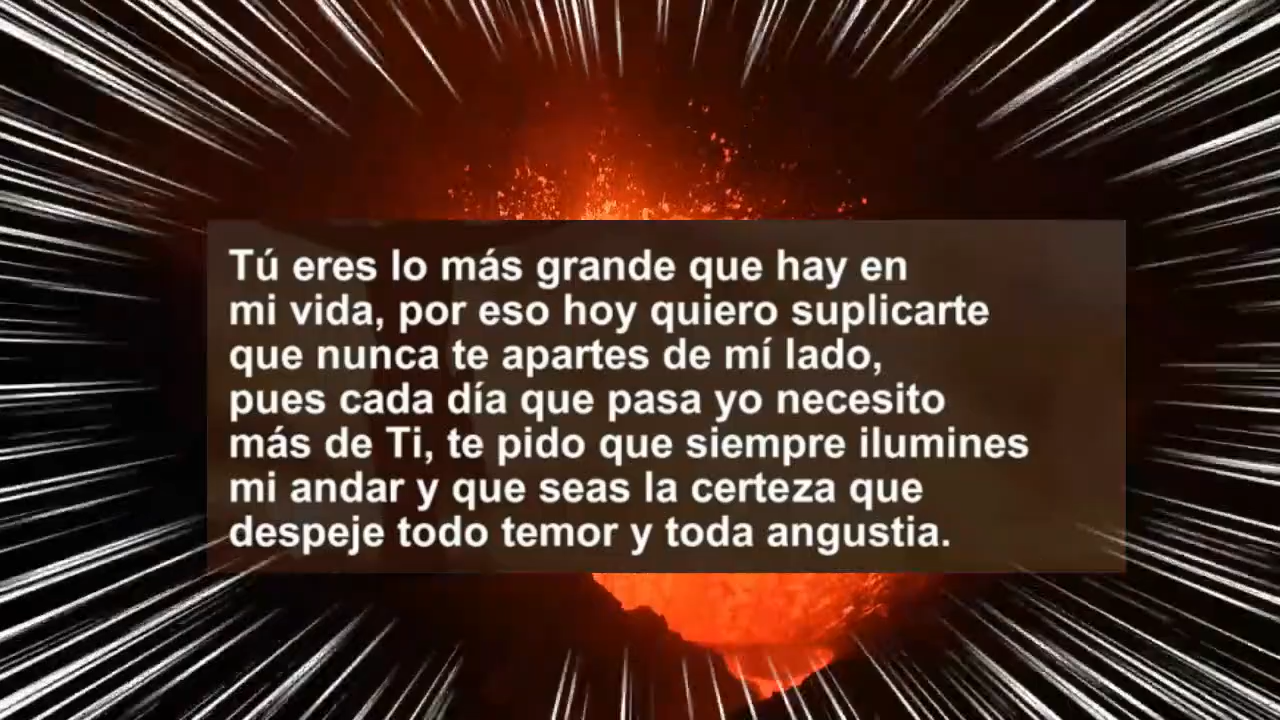 Tú eres lo más grande que hay en
mi vida, por eso hoy quiero suplicarte
que nunca te apartes de mí lado,
pues cada día que pasa yo necesito
más de Ti, te pido que siempre ilumines
mi andar y que seas la certeza que
despeje todo temor y toda angustia.